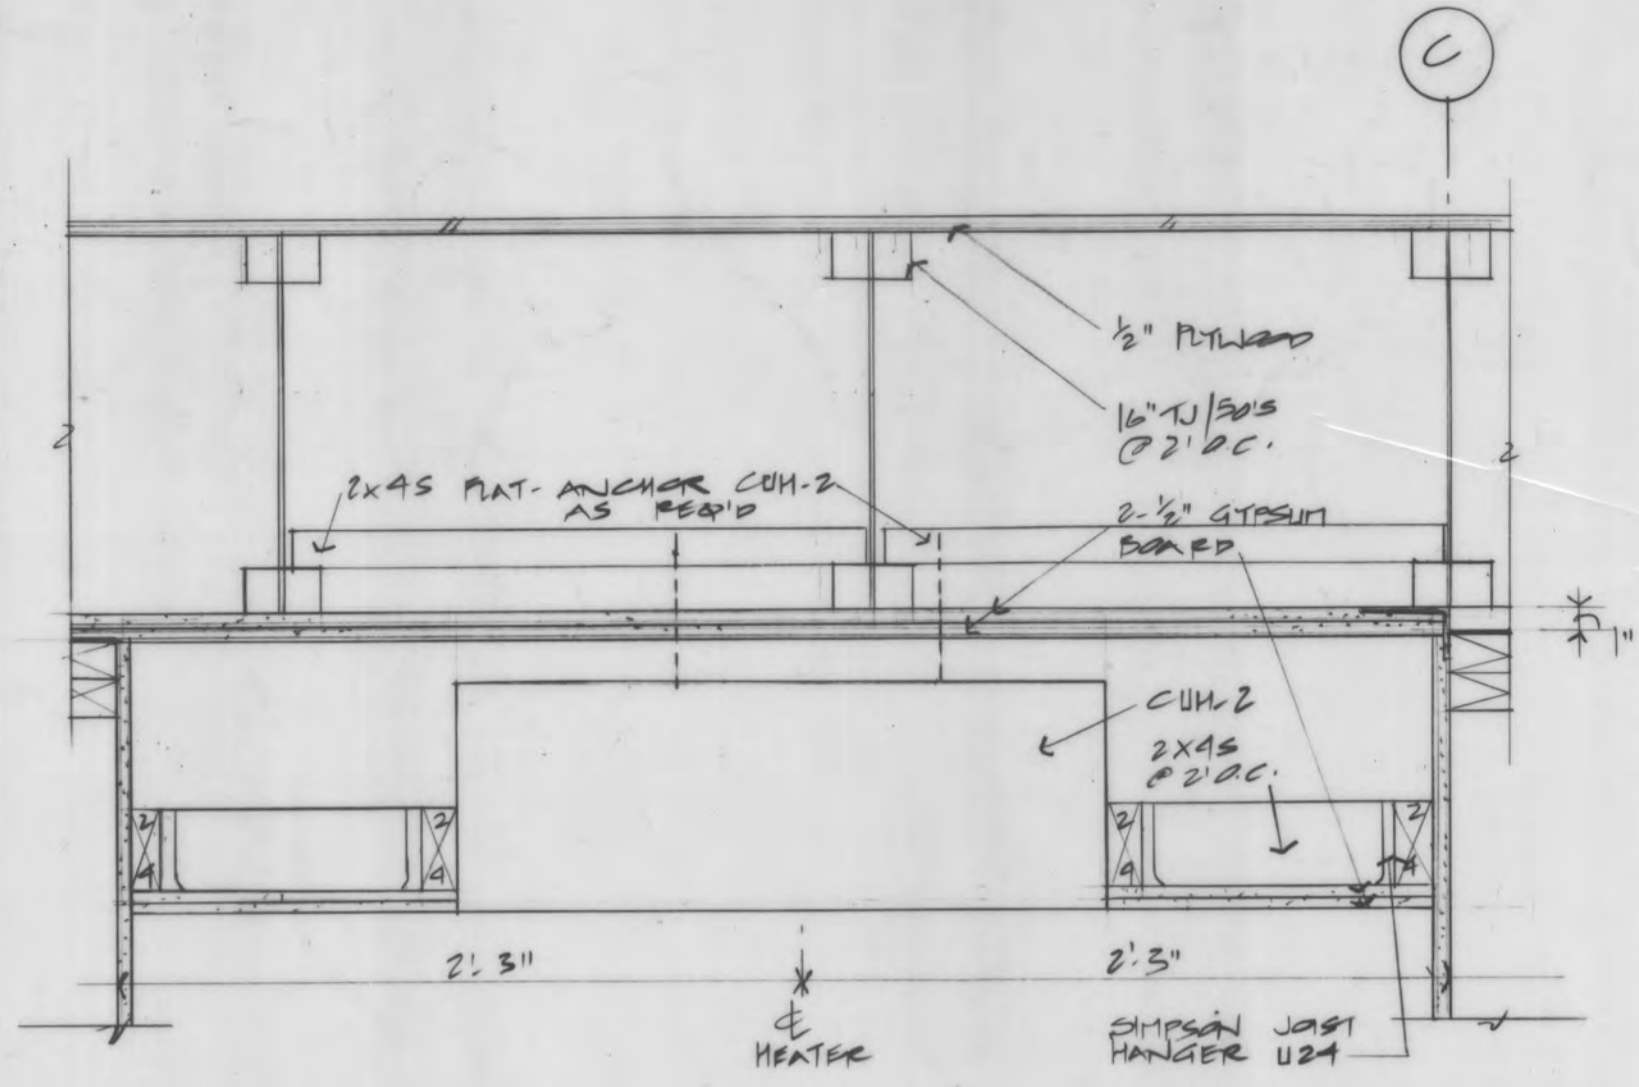 C
1/2" PLYWOOD
16" TJ/50'S
@ 2' O.C.
2x4S FLAT- ANCHOR CUH-2
AS REQ'D
2-1/2" GYPSUM
BOARD
1"
CUH-2
2X4S
@ 2' O.C.
2
4
2
4
2
4
2
4
2'-3"
2'-3"
℄
HEATER
SIMPSON JOIST
HANGER U24